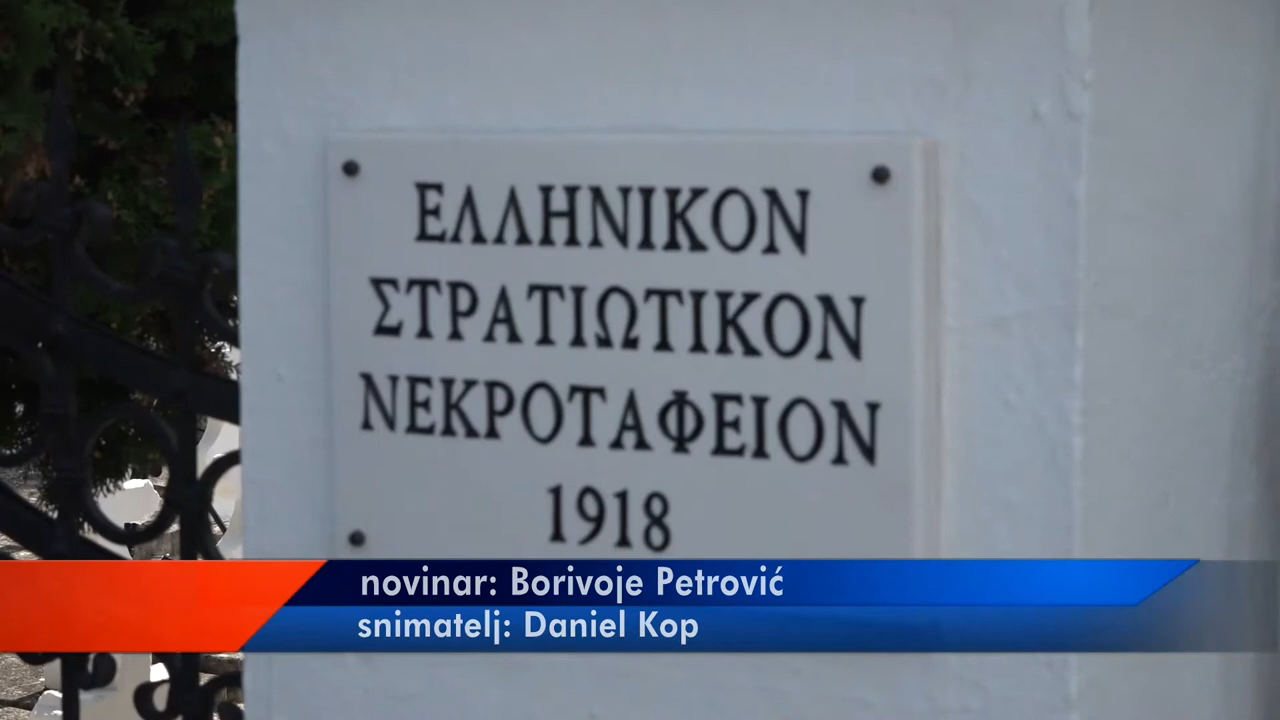 ΕΛΛΗΝΙΚΟΝ
ΣΤΡΑΤΙΩΤΙΚΟΝ
ΝΕΚΡΟΤΑΦΕΙΟΝ
1918
novinar: Borivoje Petrović
snimatelj: Daniel Kop